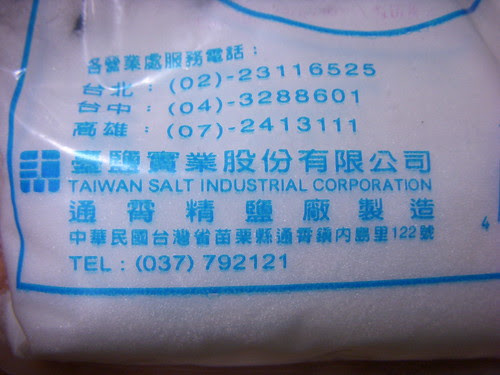 各營業處服務電話：
台北：(02)-23116525
台中：(04)-3288601
高雄：(07)-2413111
臺鹽實業股份有限公司
TAIWAN SALT INDUSTRIAL CORPORATION
通霄精鹽廠製造
中華民國台灣省苗栗縣通霄鎮內島里122號
TEL：(037) 792121
4